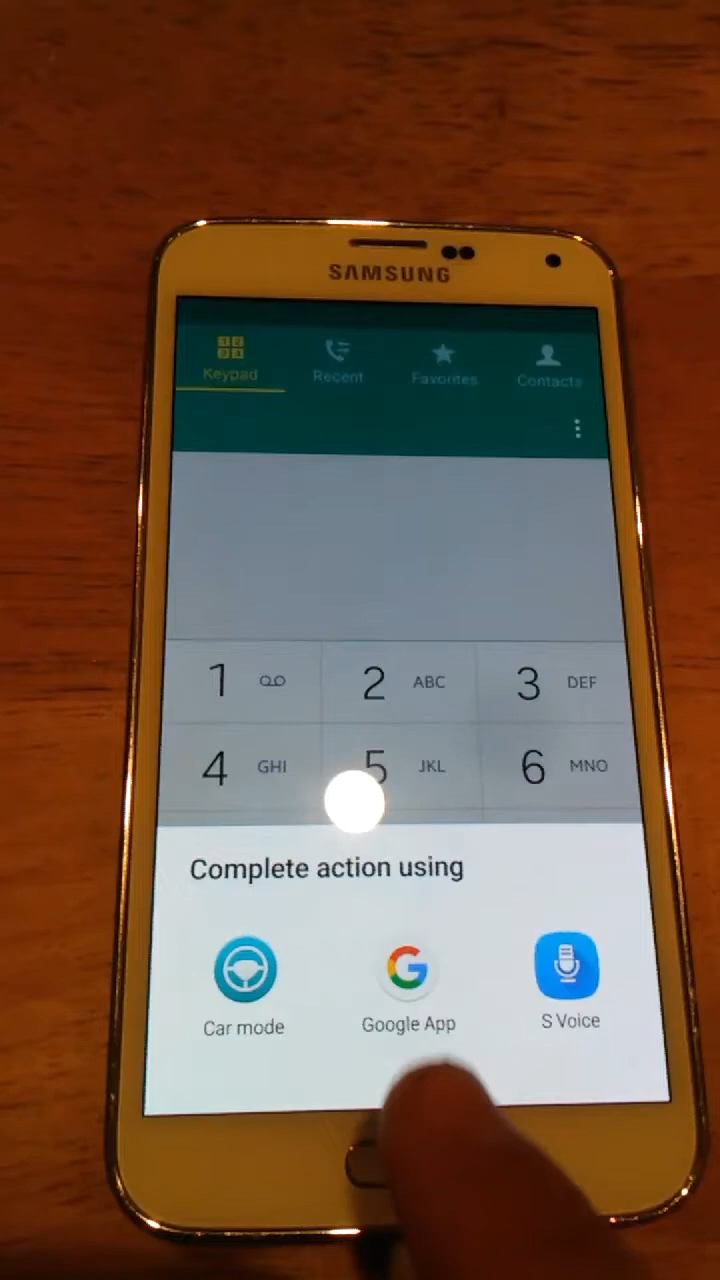 SAMSUNG
Keypad Recent Favorites Contacts
1 2 ABC 3 DEF
4 GHI 5 JKL 6 MNO
Complete action using
Car mode Google App S Voice